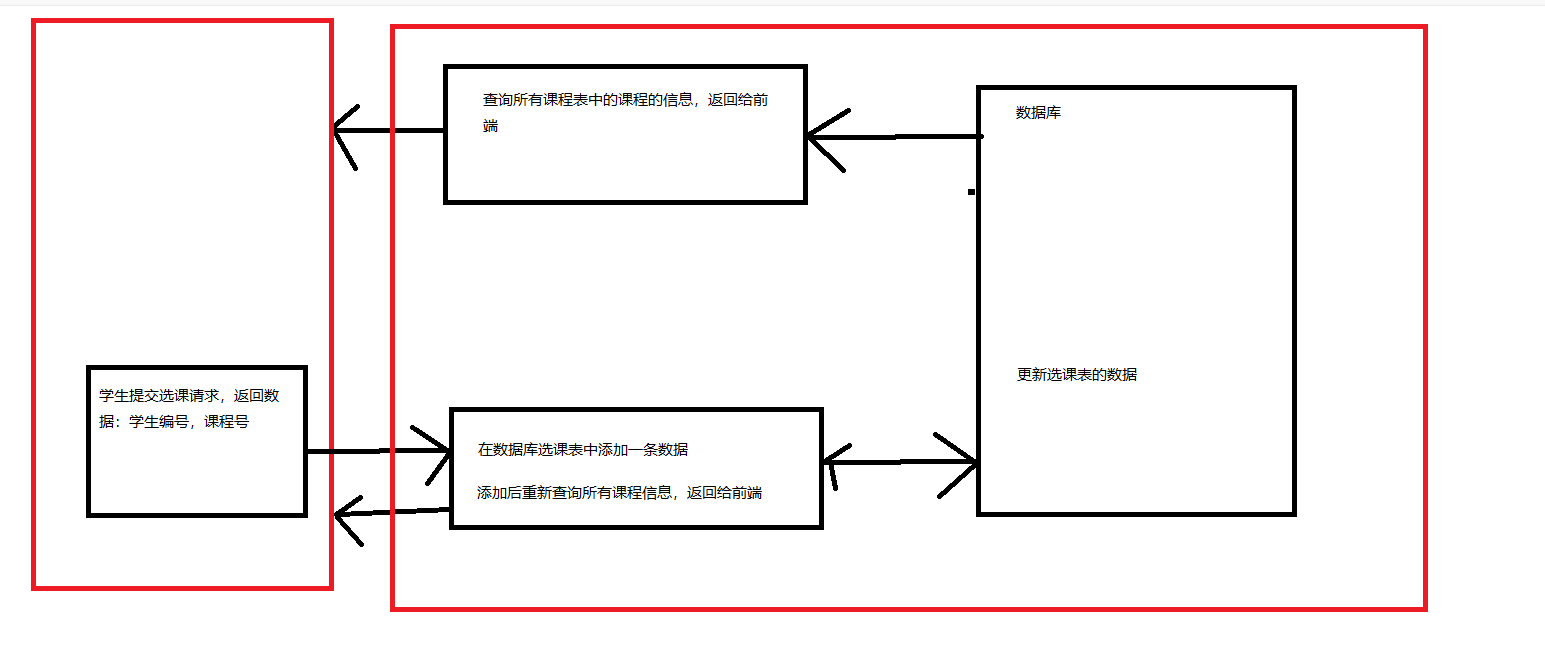 查询所有课程表中的课程的信息，返回给前
端
数据库
学生提交选课请求，返回数
据：学生编号，课程号
更新选课表的数据
在数据库选课表中添加一条数据
添加后重新查询所有课程信息，返回给前端